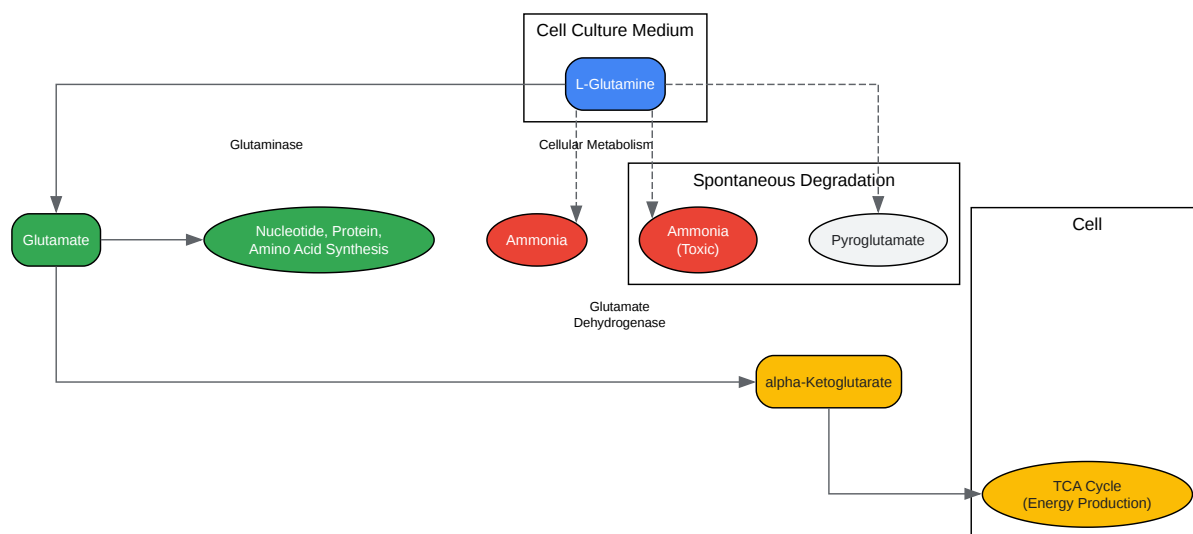 Cell Culture Medium
L-Glutamine
Glutaminase
Cellular Metabolism
Spontaneous Degradation
Glutamate
Nucleotide, Protein,
Amino Acid Synthesis
Ammonia
Ammonia
(Toxic)
Pyroglutamate
Cell
Glutamate
Dehydrogenase
alpha-Ketoglutarate
TCA Cycle
(Energy Production)